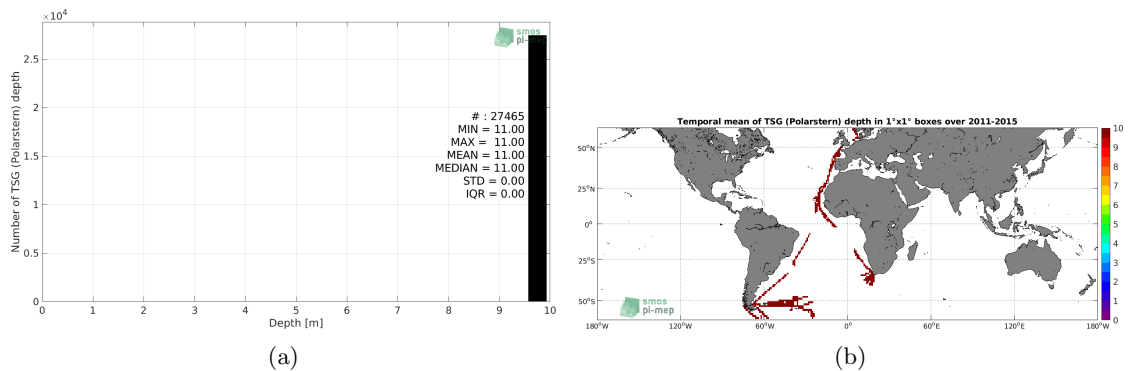 ×10⁴
2.5
2
1.5
1
0.5
0
0 1 2 3 4 5 6 7 8 9 10
Number of TSG (Polarstern) depth
Depth [m]
smos
pi-mep
# : 27465
MIN = 11.00
MAX = 11.00
MEAN = 11.00
MEDIAN = 11.00
STD = 0.00
IQR = 0.00
(a)
Temporal mean of TSG (Polarstern) depth in 1°x1° boxes over 2011-2015
50°N
25°N
0°
25°S
50°S
180°W 120°W 60°W 0° 60°E 120°E 180°W
smos
pi-mep
10
9
8
7
6
5
4
3
2
1
0
(b)